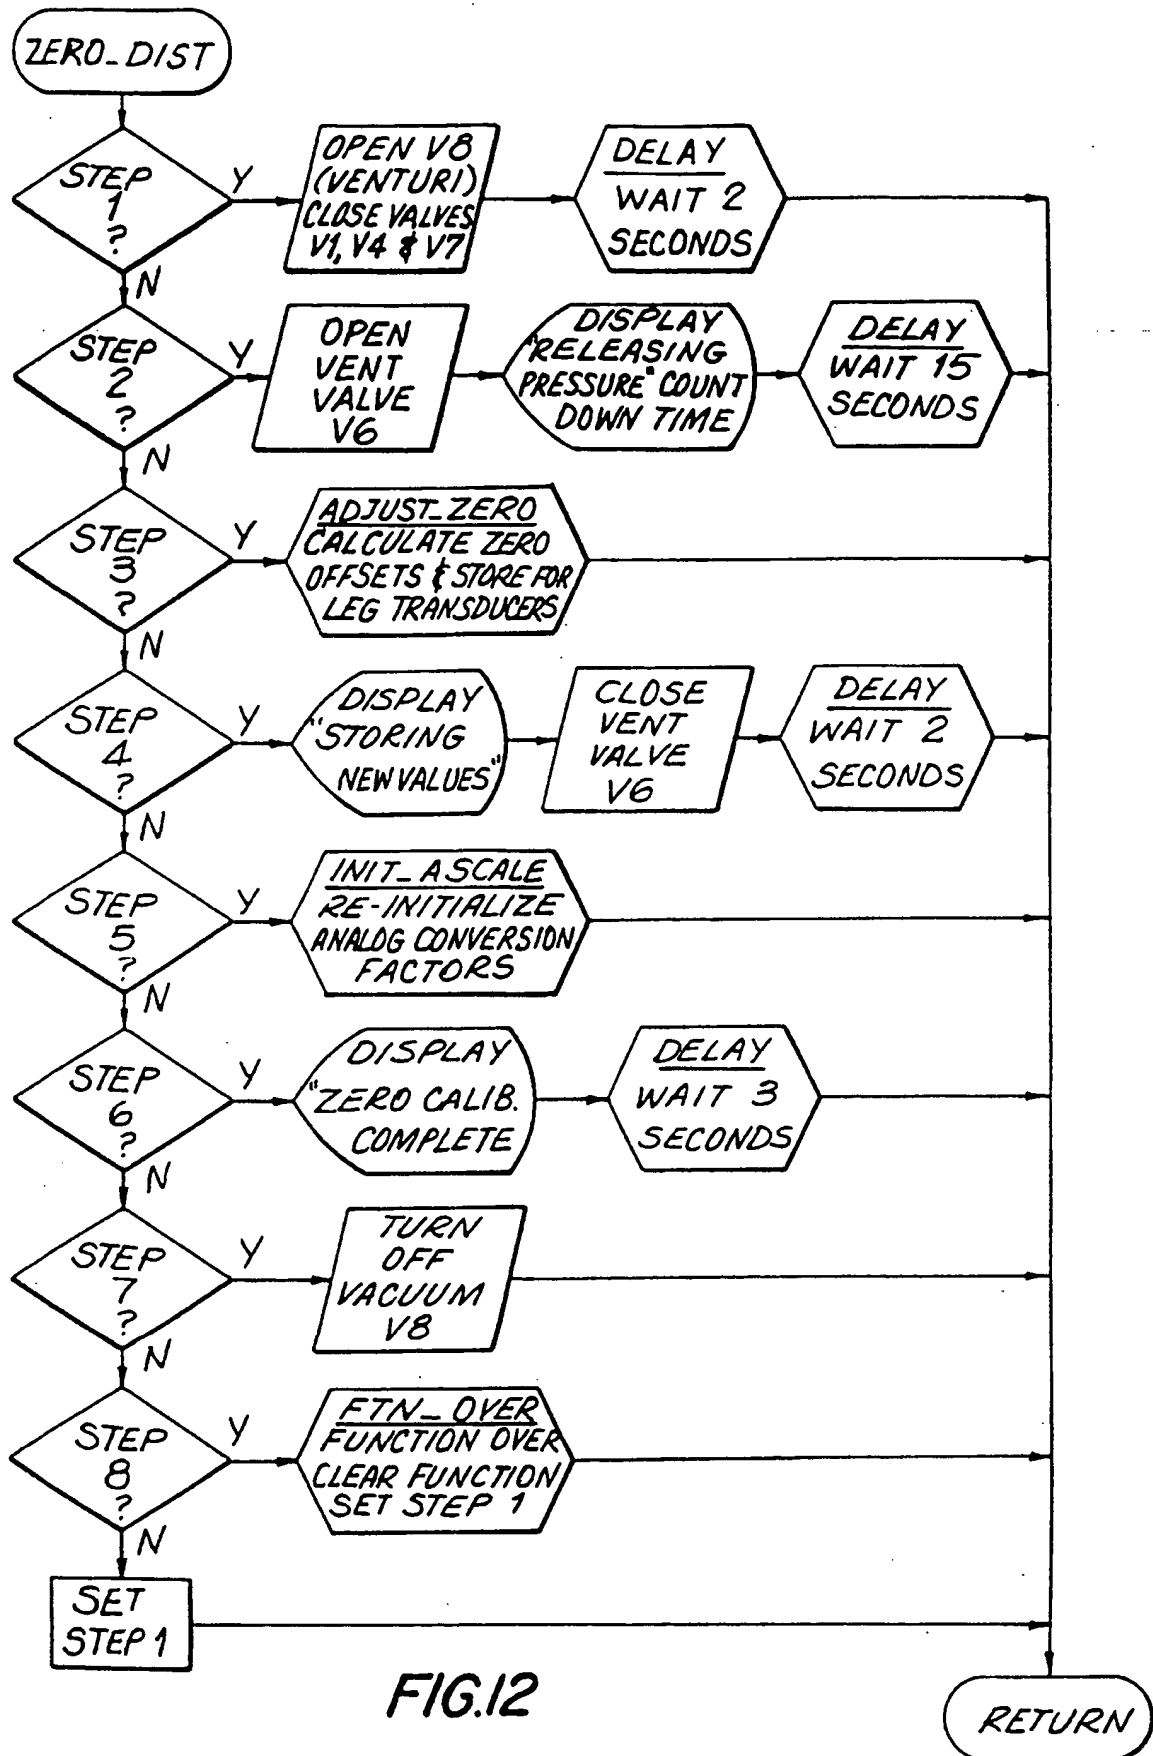 ZERO_DIST
STEP
1
?
Y
OPEN V8
(VENTURI)
CLOSE VALVES
V1, V4 & V7
DELAY
WAIT 2
SECONDS
N
STEP
2
?
Y
OPEN
VENT
VALVE
V6
DISPLAY
"RELEASING
PRESSURE" COUNT
DOWN TIME
DELAY
WAIT 15
SECONDS
N
STEP
3
?
Y
ADJUST_ZERO
CALCULATE ZERO
OFFSETS & STORE FOR
LEG TRANSDUCERS
N
STEP
4
?
Y
DISPLAY
"STORING
NEW VALUES"
CLOSE
VENT
VALVE
V6
DELAY
WAIT 2
SECONDS
N
STEP
5
?
Y
INIT_ASCALE
RE-INITIALIZE
ANALOG CONVERSION
FACTORS
N
STEP
6
?
Y
DISPLAY
"ZERO CALIB.
COMPLETE
DELAY
WAIT 3
SECONDS
N
STEP
7
?
Y
TURN
OFF
VACUUM
V8
N
STEP
8
?
Y
FTN_OVER
FUNCTION OVER
CLEAR FUNCTION
SET STEP 1
N
SET
STEP 1
FIG.12
RETURN